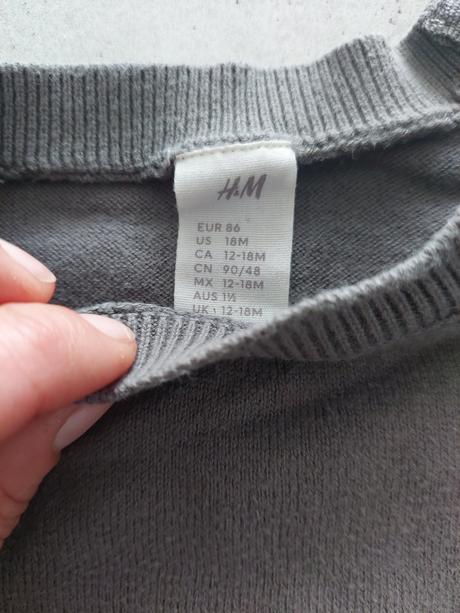 H&M
EUR 86
US 18M
CA 12-18M
CN 90/48
MX 12-18M
AUS 1½
UK 12-18M